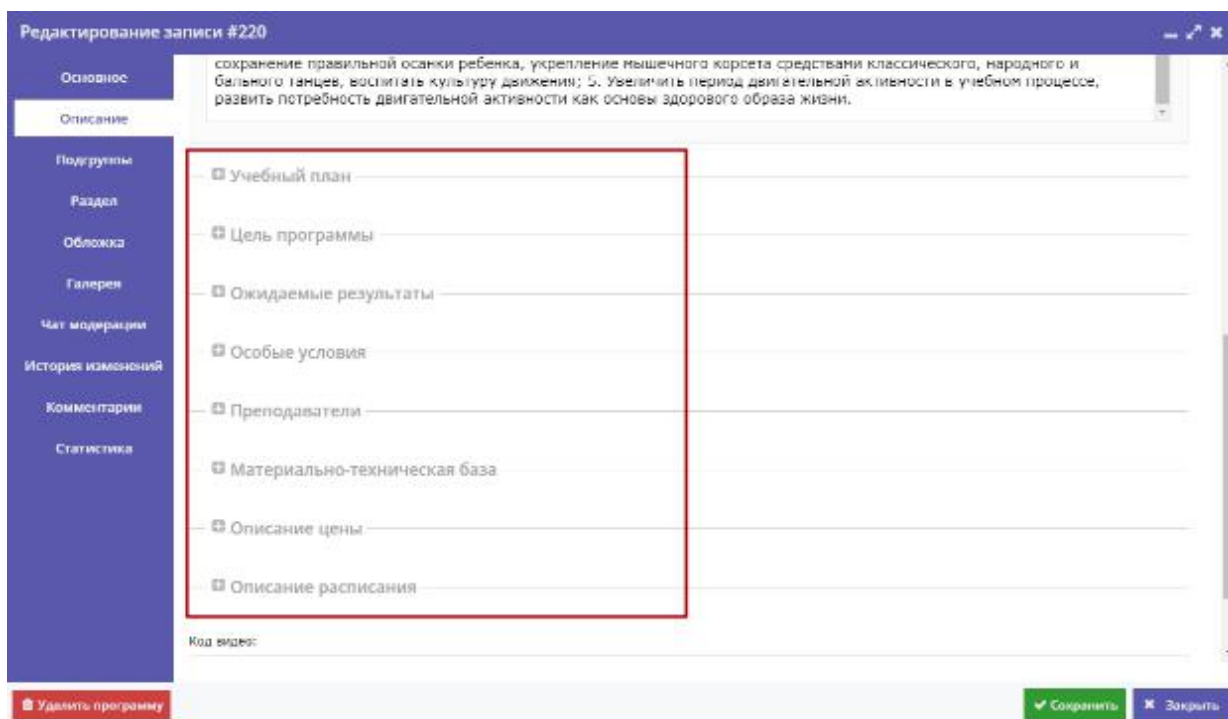 Редактирование записи #220
Основное
Описание
Подгруппы
Раздел
Обложка
Галерея
Чат модерации
История изменений
Комментарии
Статистика
сохранение правильной осанки ребенка, укрепление мышечного корсета средствами классического, народного и
бального танцев, воспитать культуру движения; 5. Увеличить период двигательной активности в учебном процессе,
развить потребность двигательной активности как основы здорового образа жизни.
Учебный план
Цель программы
Ожидаемые результаты
Особые условия
Преподаватели
Материально-техническая база
Описание цены
Описание расписания
Код видео:
Удалить программу
Сохранить
Закрыть